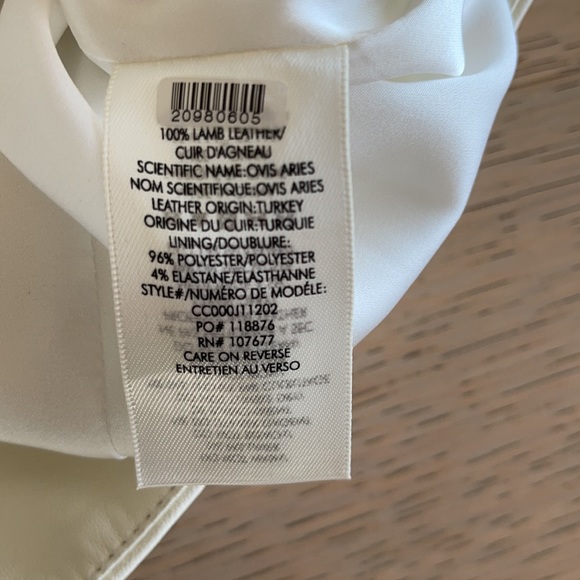 20980605
100% LAMB LEATHER/
CUIR D'AGNEAU
SCIENTIFIC NAME:OVIS ARIES
NOM SCIENTIFIQUE:OVIS ARIES
LEATHER ORIGIN:TURKEY
ORIGINE DU CUIR:TURQUIE
LINING/DOUBLURE:
96% POLYESTER/POLYESTER
4% ELASTANE/ELASTHANNE
STYLE#/NUMÉRO DE MODÉLE:
CC000J11202
PO# 118876
RN# 107677
CARE ON REVERSE
ENTRETIEN AU VERSO